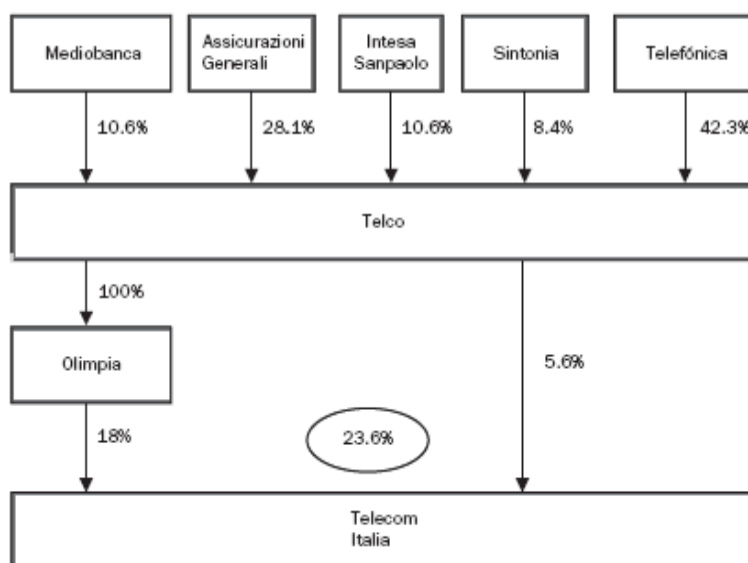 Mediobanca
Assicurazioni
Generali
Intesa
Sanpaolo
Sintonia
Telefónica
10.6%
28.1%
10.6%
8.4%
42.3%
Telco
100%
Olimpia
5.6%
18%
23.6%
Telecom
Italia